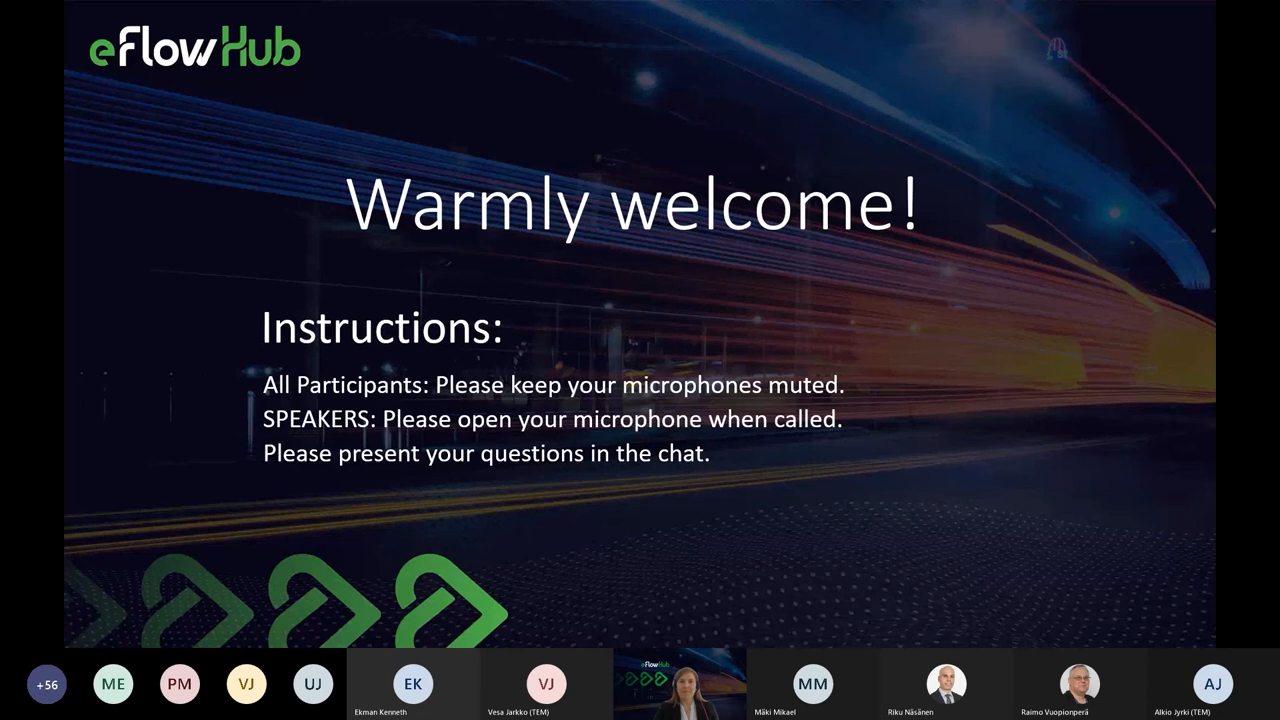 eFlowHub
Warmly welcome!
Instructions:
All Participants: Please keep your microphones muted.
SPEAKERS: Please open your microphone when called.
Please present your questions in the chat.
eFlowHub
+56
ME
PM
VJ
UJ
EK
VJ
MM
AJ
Ekman Kenneth
Vesa Jarkko (TEM)
Mäki Mikael
Riku Näsänen
Raimo Vuopionperä
Alkio Jyrki (TEM)